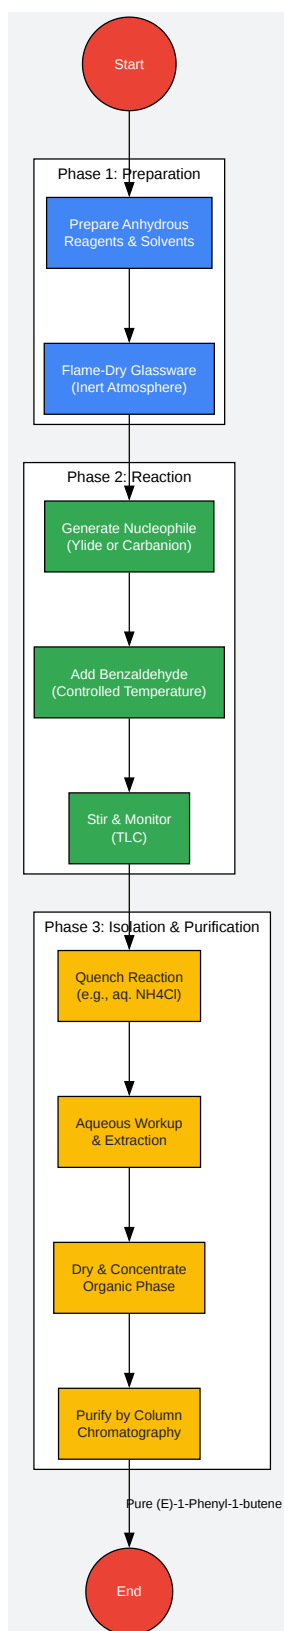 Start
Phase 1: Preparation
Prepare Anhydrous
Reagents & Solvents
Flame-Dry Glassware
(Inert Atmosphere)
Phase 2: Reaction
Generate Nucleophile
(Ylide or Carbanion)
Add Benzaldehyde
(Controlled Temperature)
Stir & Monitor
(TLC)
Phase 3: Isolation & Purification
Quench Reaction
(e.g., aq. NH4Cl)
Aqueous Workup
& Extraction
Dry & Concentrate
Organic Phase
Purify by Column
Chromatography
Pure (E)-1-Phenyl-1-butene
End